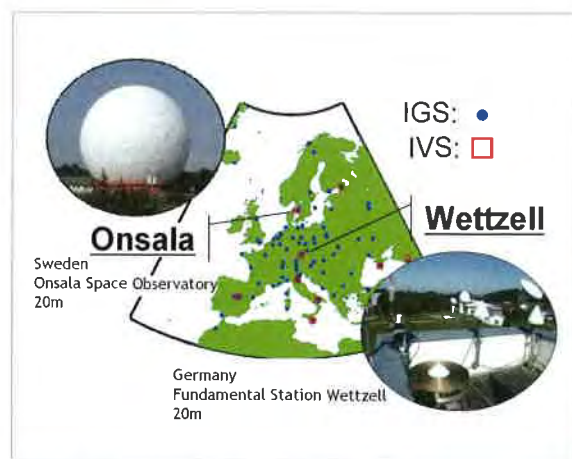 IGS:
IVS:
Onsala
Wettzell
Sweden
Onsala Space Observatory
20m
Germany
Fundamental Station Wettzell
20m